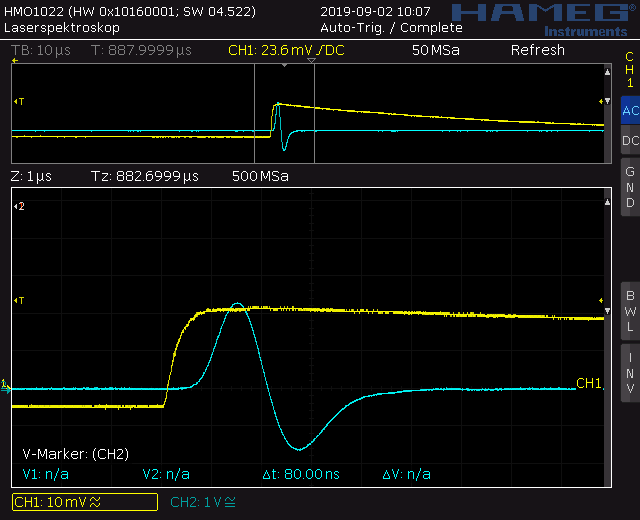 HMO1022 (HW 0x10160001; SW 04.522) 2019-09-02 10:07 HAMEG
Laserspektroskop Auto-Trig. / Complete Instruments
TB: 10 µs T: 887.9999 µs CH1: 23.6 mV / DC 50 MSa Refresh
CH1
AC
DC
GND
BWL
INV
T
Z: 1 µs Tz: 882.6999 µs 500 MSa
2
T
1
CH1
V-Marker: (CH2)
V1: n/a V2: n/a Δt: 80.00 ns ΔV: n/a
CH1: 10 mV ≈ CH2: 1 V ≅